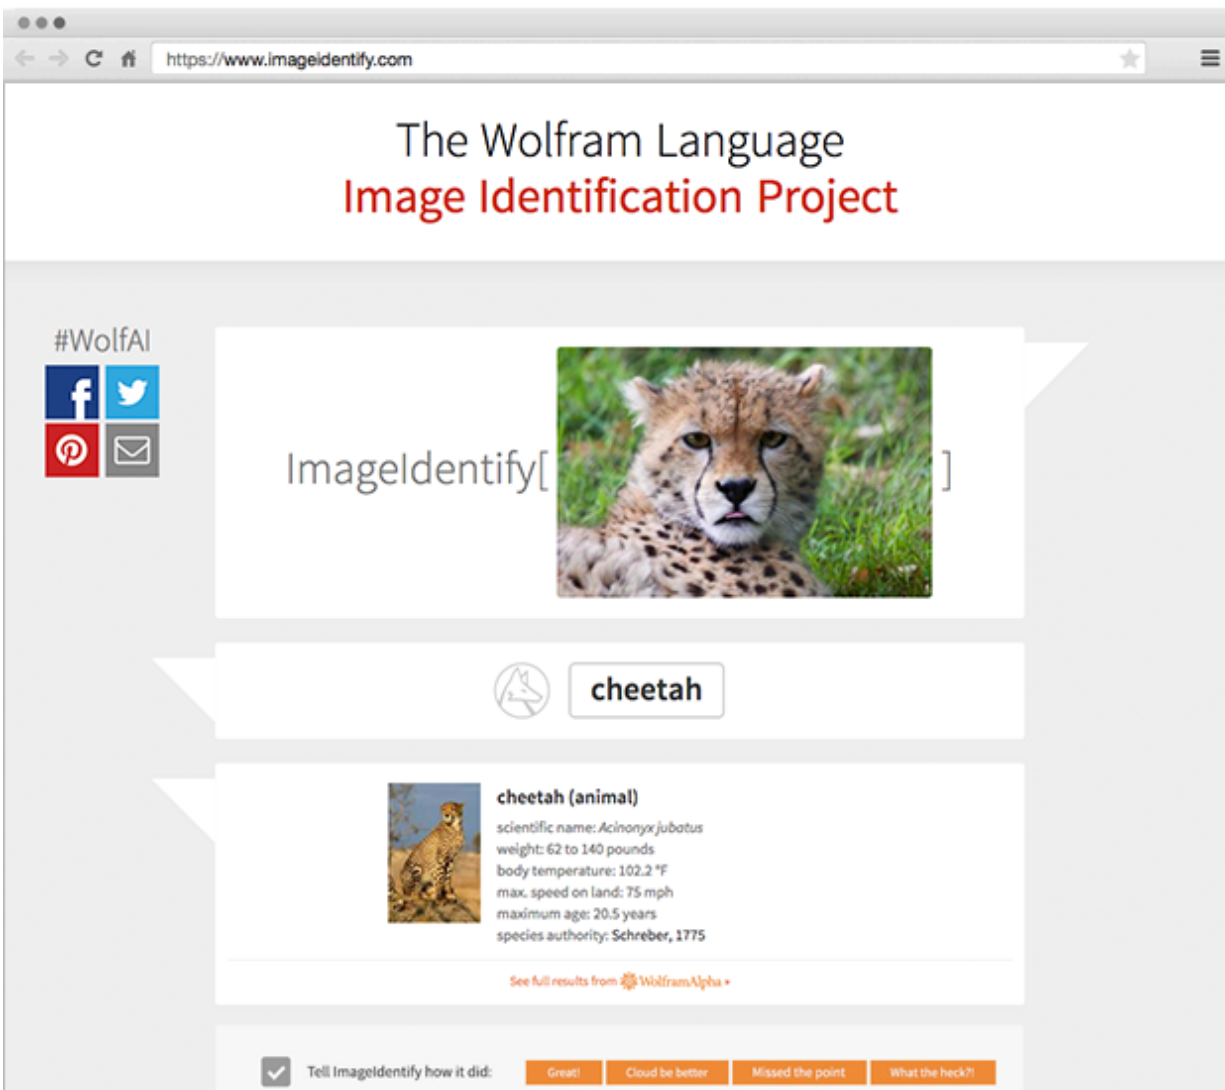 https://www.imageidentify.com
The Wolfram Language
Image Identification Project
#WolfAI
ImageIdentify[ ]
cheetah
cheetah (animal)
scientific name: Acinonyx jubatus
weight: 62 to 140 pounds
body temperature: 102.2 °F
max. speed on land: 75 mph
maximum age: 20.5 years
species authority: Schreber, 1775
See full results from WolframAlpha »
Tell ImageIdentify how it did: Great! Cloud be better Missed the point What the heck?!